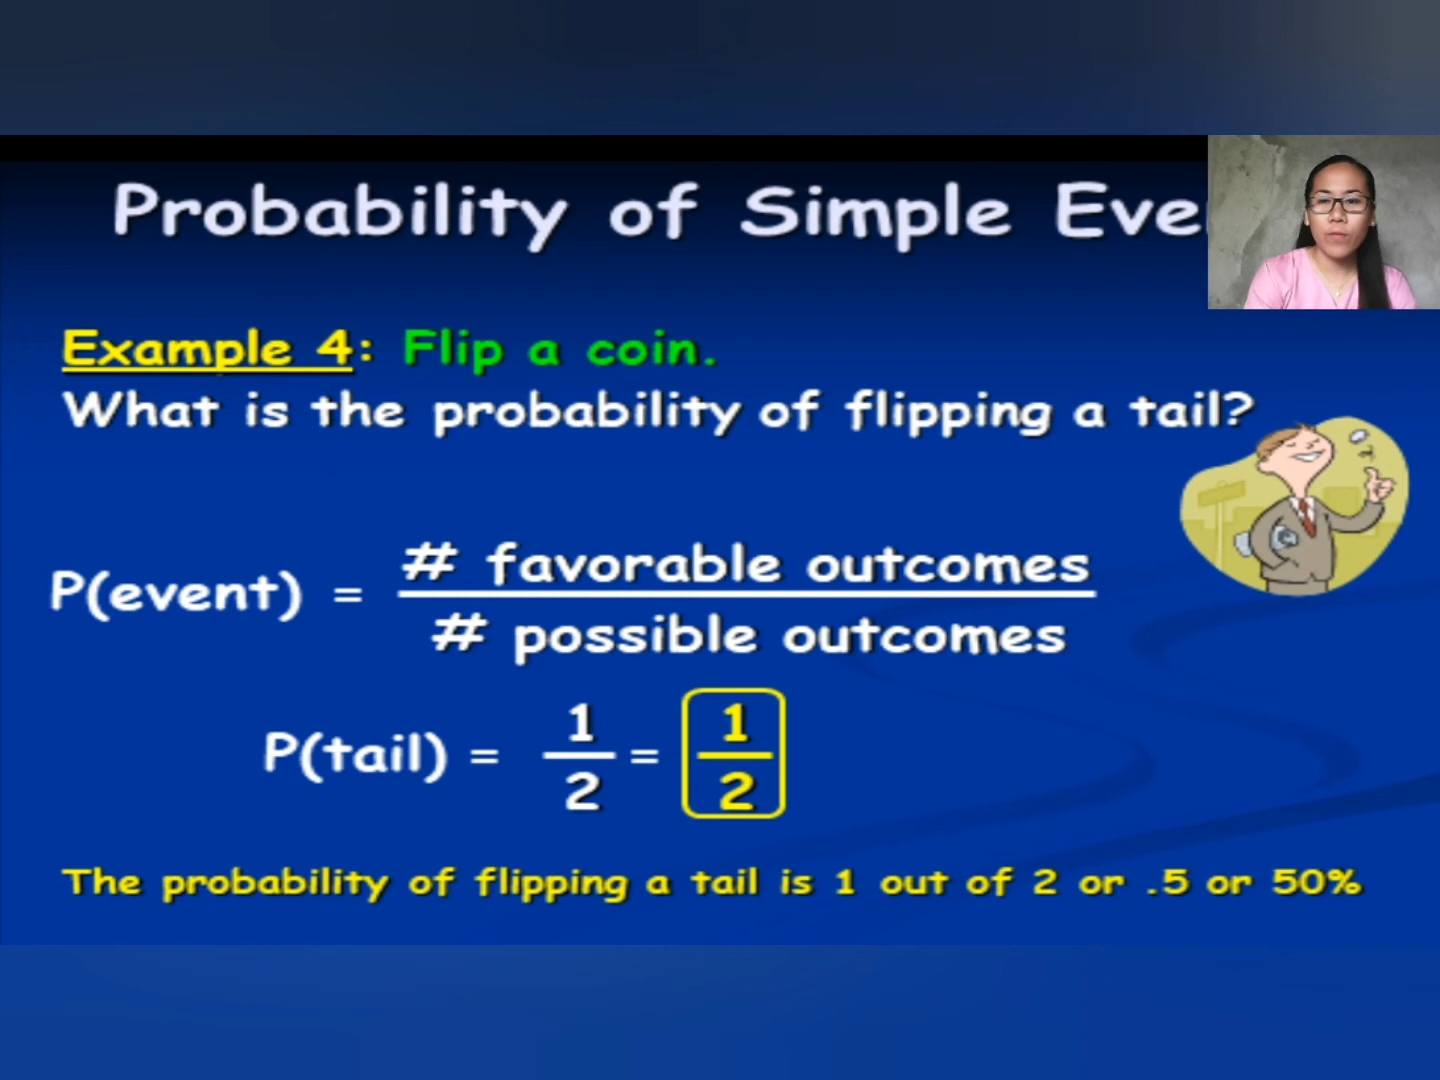 Probability of Simple Eve
Example 4: Flip a coin.
What is the probability of flipping a tail?
P(event) = # favorable outcomes
# possible outcomes
P(tail) = 1/2 = 1/2
The probability of flipping a tail is 1 out of 2 or .5 or 50%